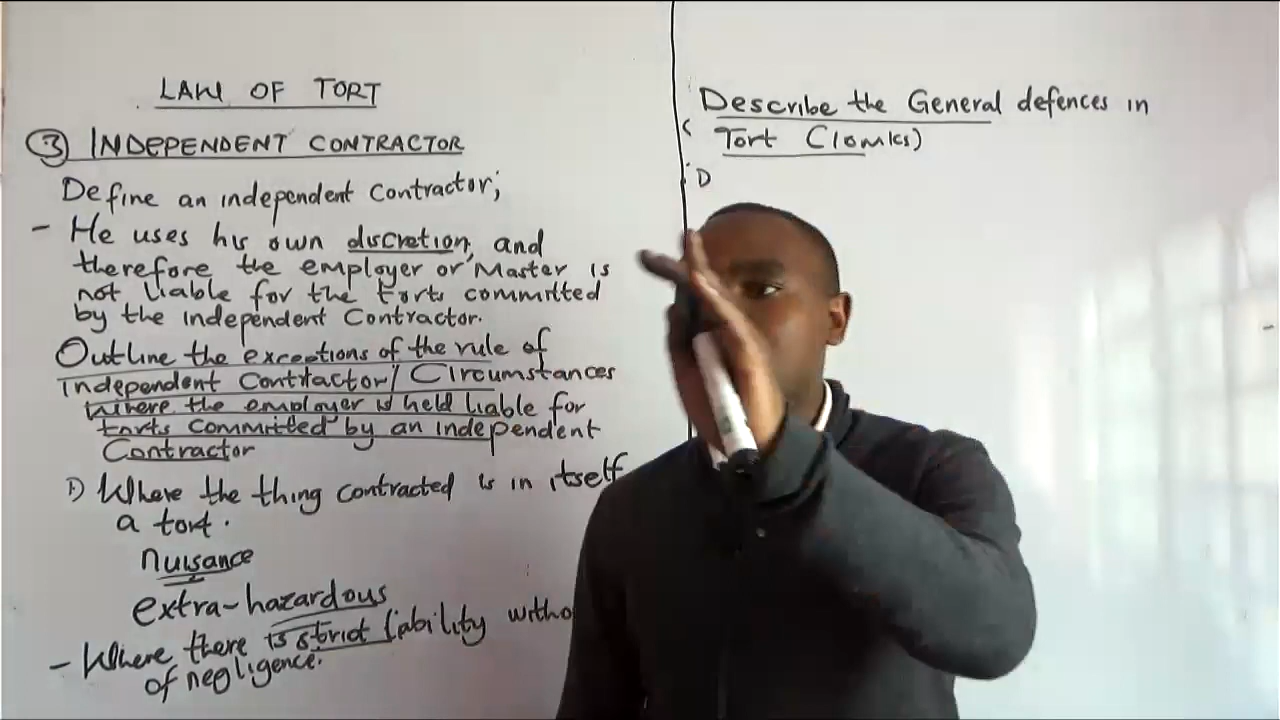 LAW OF TORT
③ INDEPENDENT CONTRACTOR
Define an independent Contractor;
- He uses his own discretion, and
therefore the employer or Master is
not liable for the torts committed
by the independent Contractor.
Outline the exceptions of the rule of
independent Contractor/ Circumstances
Where the employer is held liable for
torts committed by an independent
Contractor
1) Where the thing contracted is in itself
a tort.
nuisance
extra-hazardous
- Where there is strict liability witho
of negligence.
Describe the General defences in
Tort (10mks)